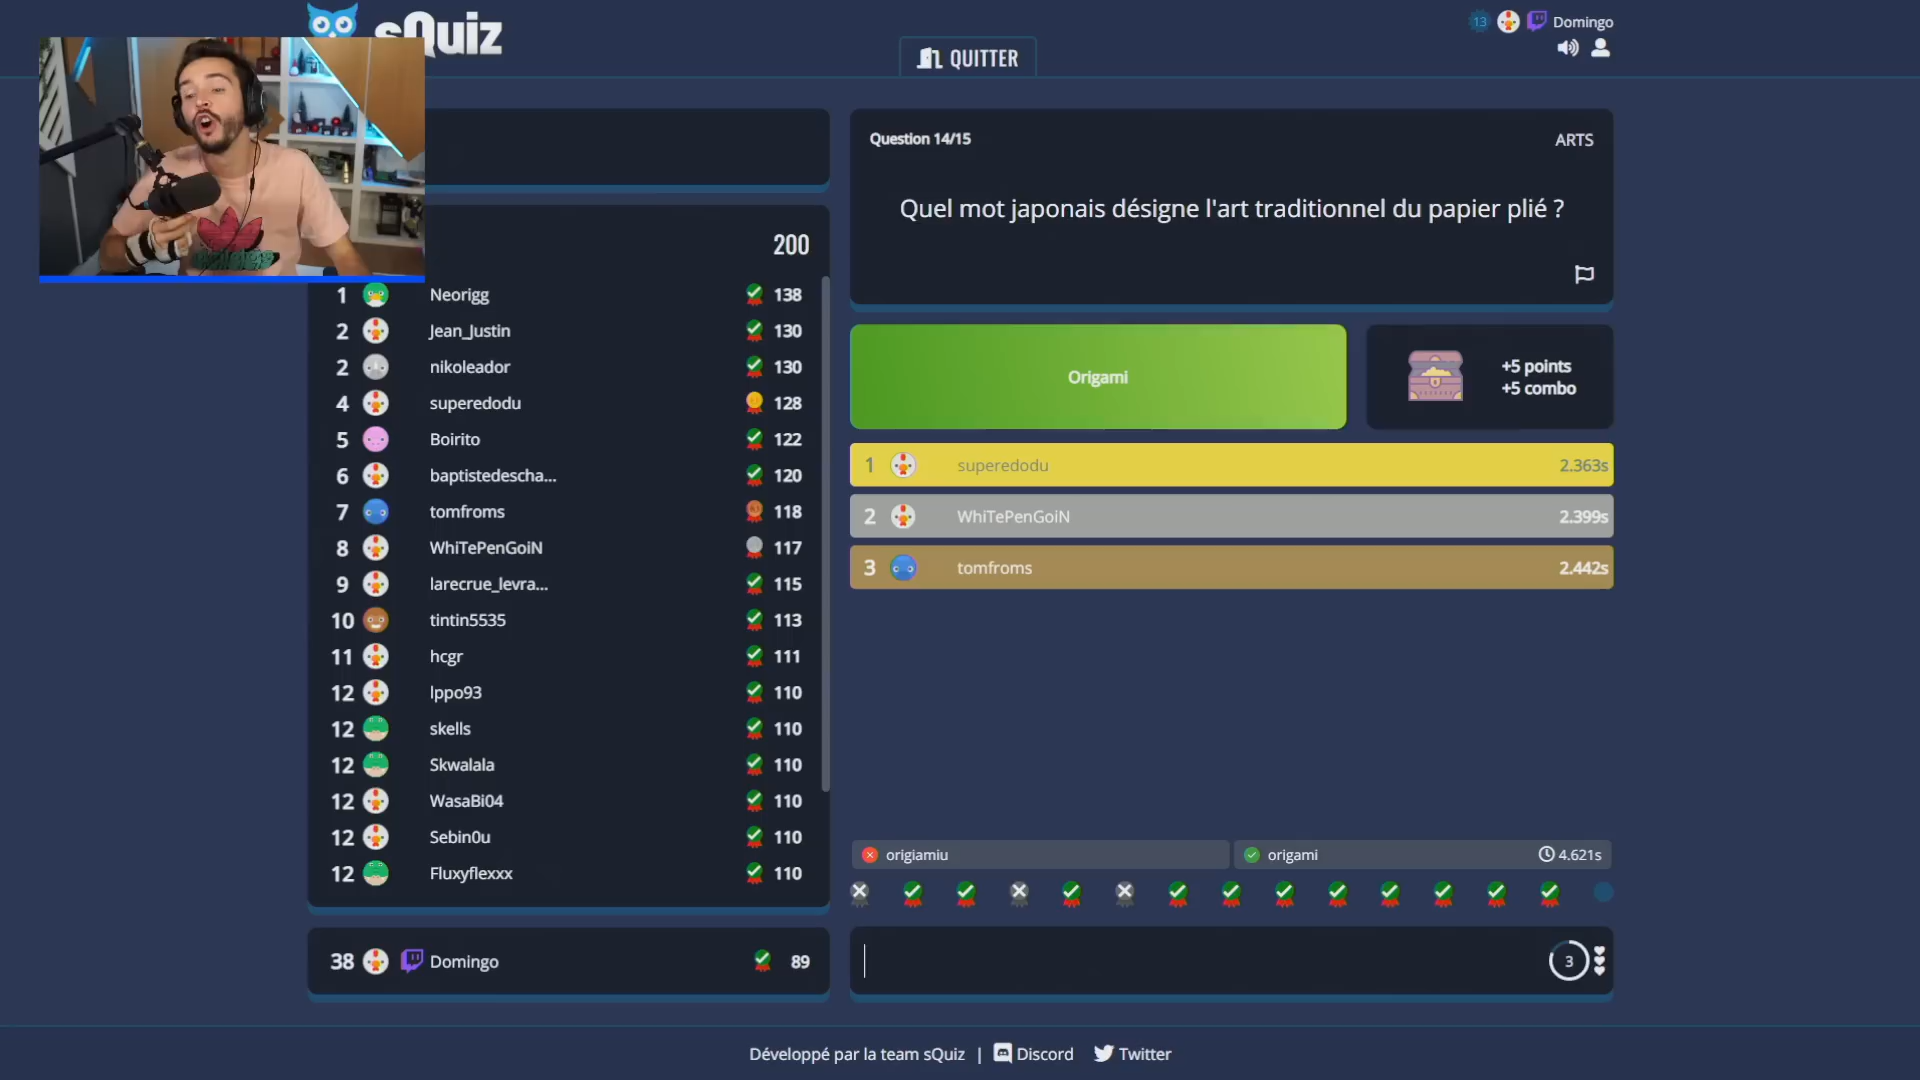 sQuiz
QUITTER
13 Domingo
Question 14/15
ARTS
Quel mot japonais désigne l'art traditionnel du papier plié ?
Origami
+5 points
+5 combo
1 superedodu 2.363s
2 WhiTePenGoiN 2.399s
3 tomfroms 2.442s
200
1 Neorigg 138
2 Jean_Justin 130
2 nikoleador 130
4 superedodu 128
5 Boirito 122
6 baptistedescha... 120
7 tomfroms 118
8 WhiTePenGoiN 117
9 larecrue_levra... 115
10 tintin5535 113
11 hcgr 111
12 lppo93 110
12 skells 110
12 Skwalala 110
12 WasaBi04 110
12 Sebin0u 110
12 Fluxyflexxx 110
38 Domingo 89
origiamiu
origami 4.621s
3
Développé par la team sQuiz | Discord Twitter